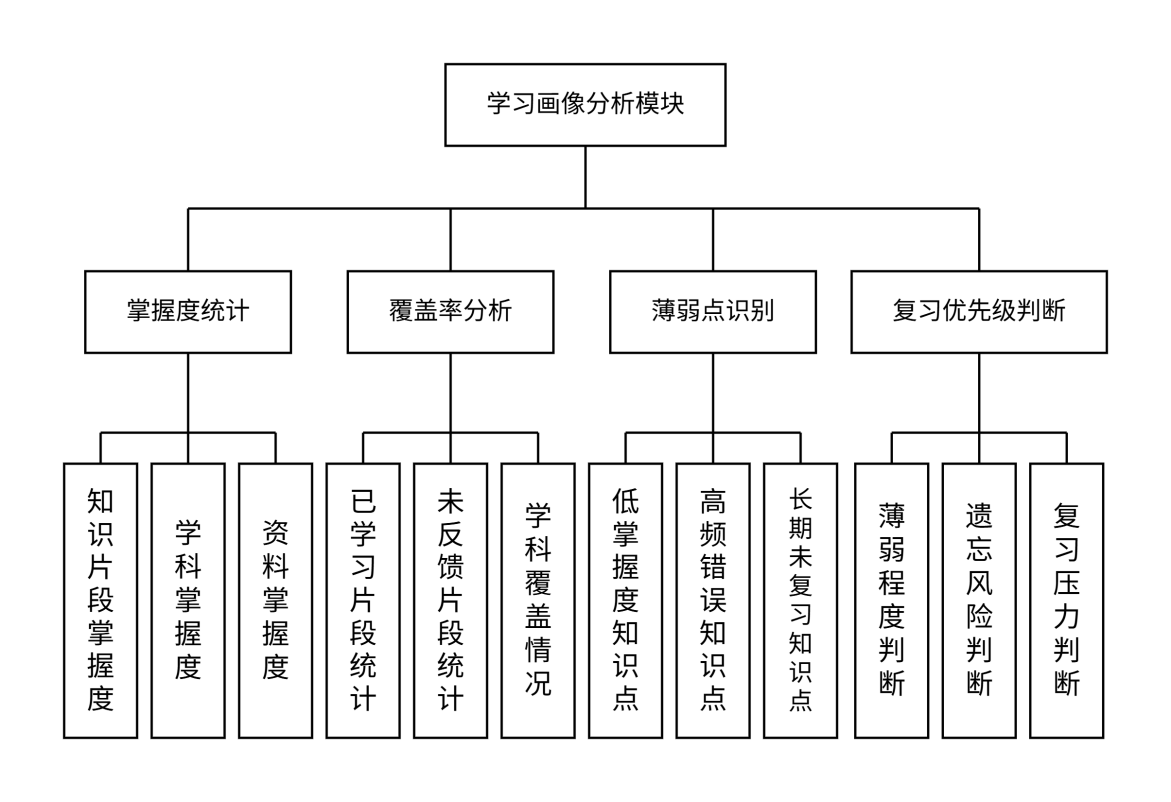 学习画像分析模块
掌握度统计
覆盖率分析
薄弱点识别
复习优先级判断
知识片段掌握度
学科掌握度
资料掌握度
已学习片段统计
未反馈片段统计
学科覆盖情况
低掌握度知识点
高频错误知识点
长期未复习知识点
薄弱程度判断
遗忘风险判断
复习压力判断